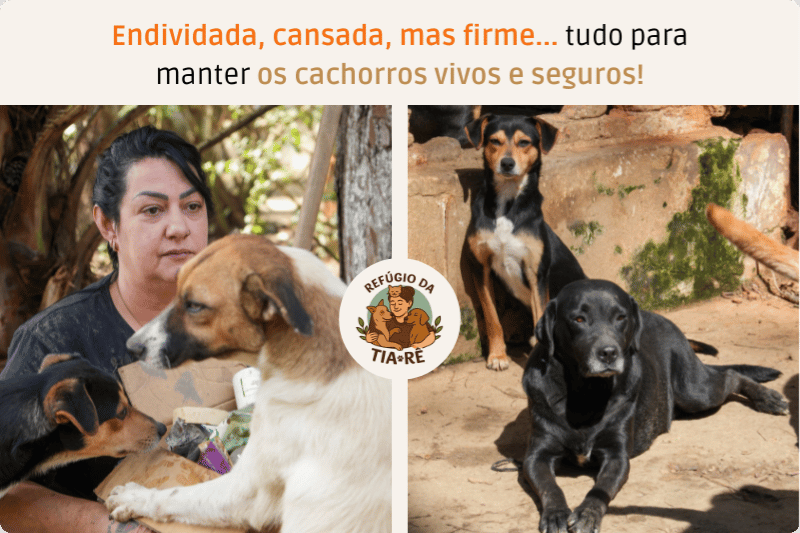 Endividada, cansada, mas firme... tudo para
manter os cachorros vivos e seguros!
REFÚGIO DA
TIA RÊ